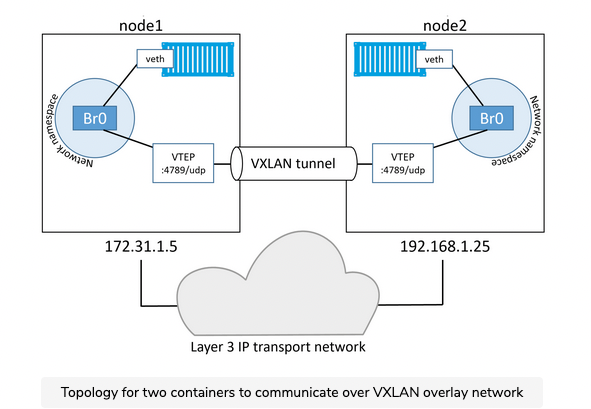 node1
node2
veth
veth
Br0
Br0
Network namespace
Network namespace
VTEP
:4789/udp
VXLAN tunnel
VTEP
:4789/udp
172.31.1.5
192.168.1.25
Layer 3 IP transport network
Topology for two containers to communicate over VXLAN overlay network